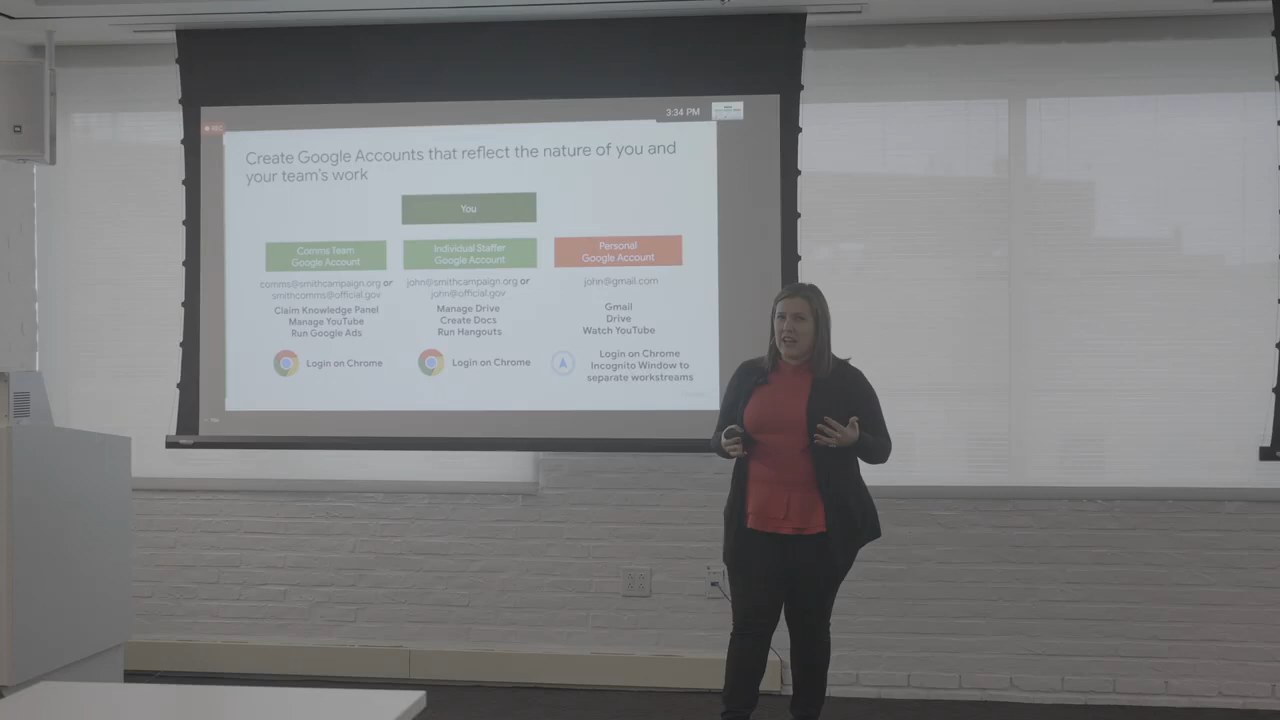 3:34 PM
REC
Create Google Accounts that reflect the nature of you and
your team's work
You
Comms Team
Google Account
Individual Staffer
Google Account
Personal
Google Account
comms@smithcampaign.org or
smithcomms@official.gov
john@smithcampaign.org or
john@official.gov
john@gmail.com
Claim Knowledge Panel
Manage YouTube
Run Google Ads
Manage Drive
Create Docs
Run Hangouts
Gmail
Drive
Watch YouTube
Login on Chrome
Login on Chrome
Login on Chrome
Incognito Window to
separate workstreams